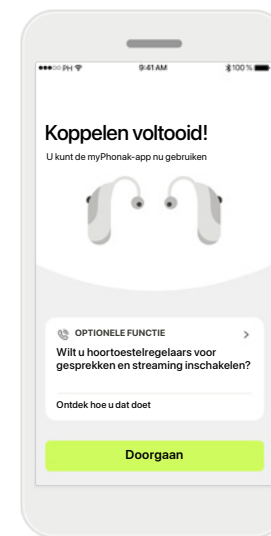 ●●●○○ PH 9:41 AM 100 %
Koppelen voltooid!
U kunt de myPhonak-app nu gebruiken
OPTIONELE FUNCTIE
Wilt u hoortoestelregelaars voor
gesprekken en streaming inschakelen?
Ontdek hoe u dat doet
Doorgaan